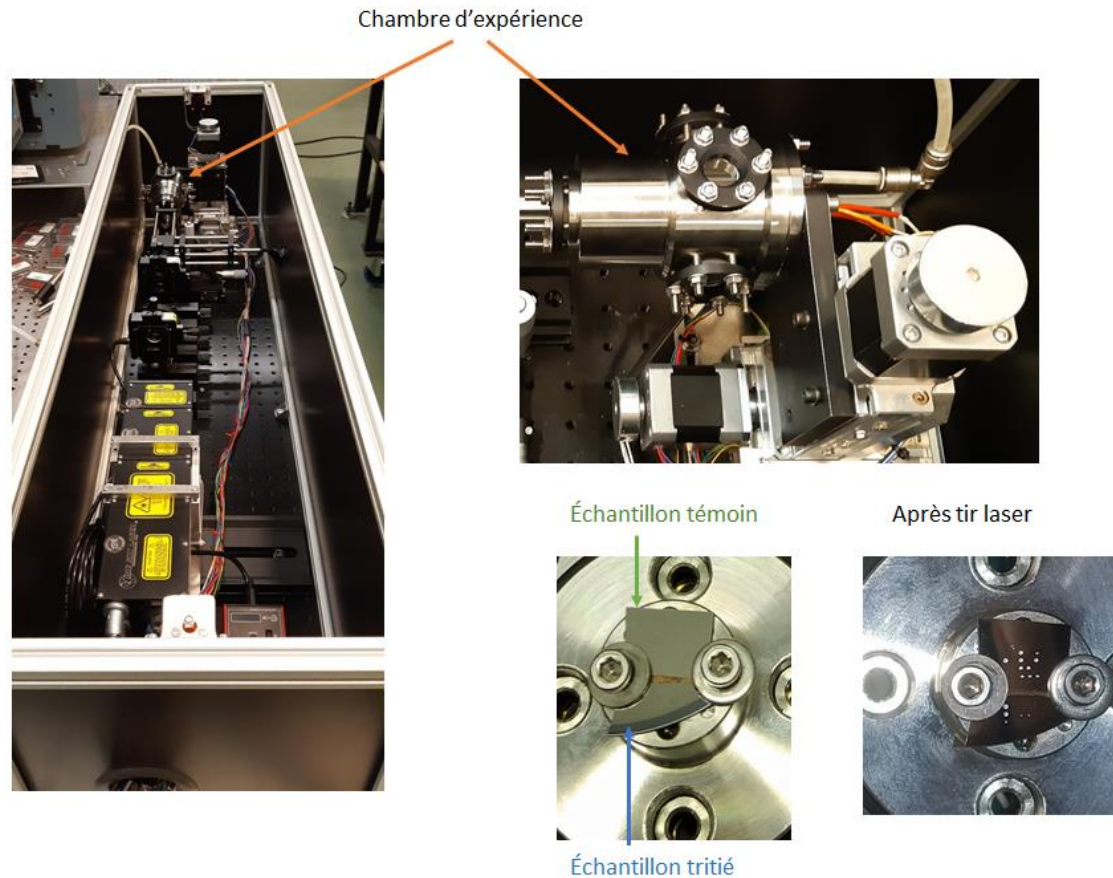 Chambre d'expérience
Échantillon témoin
Après tir laser
Échantillon tritié